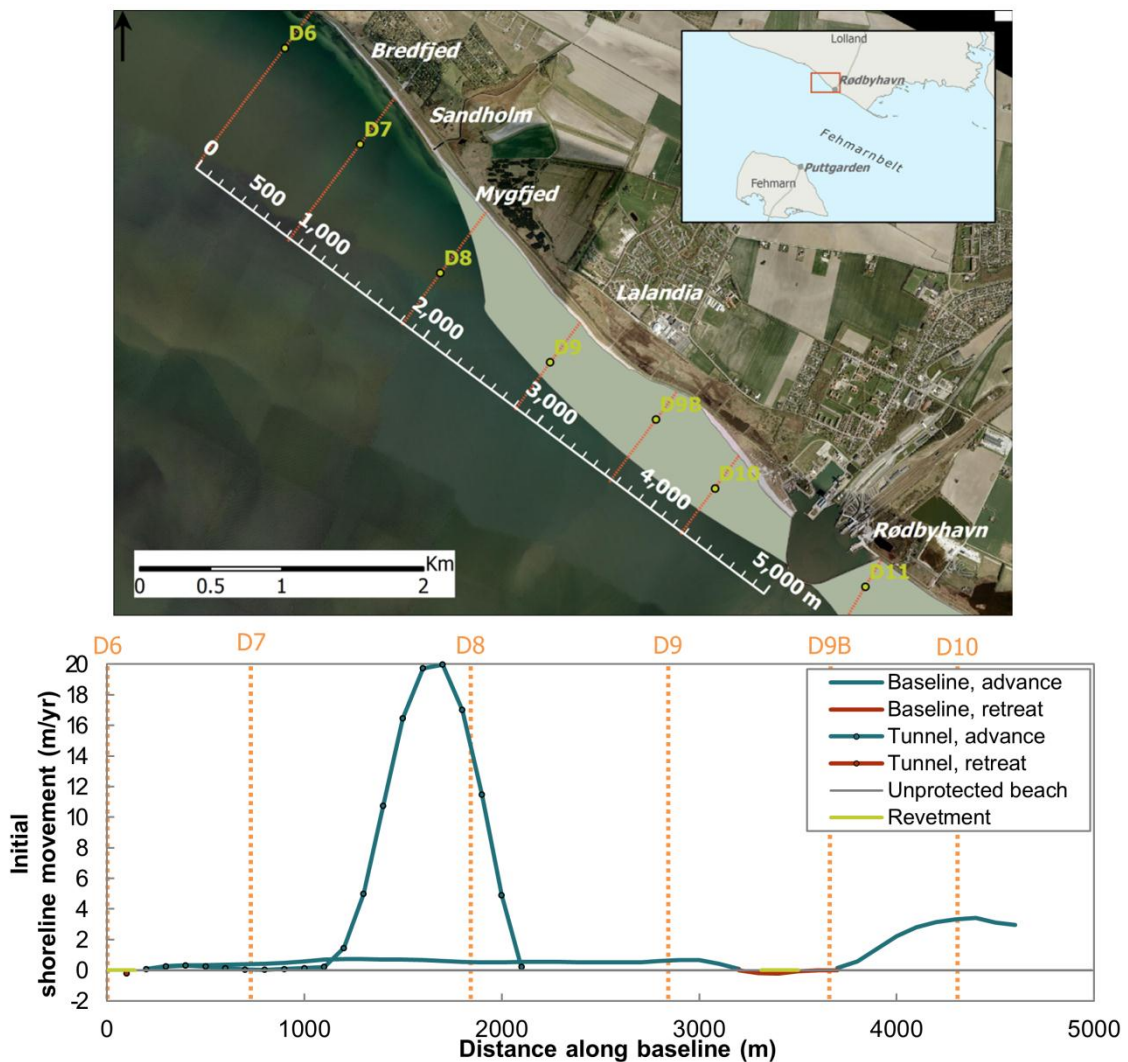 D6
Bredfjed
Lolland
Rødbyhavn
Sandholm
D7
Fehmarnbelt
0
Puttgarden
500
Mygfjed
Fehmarn
1,000
D8
Lalandia
2,000
D9
3,000
D9B
4,000
D10
Rødbyhavn
Km
0 0.5 1 2
5,000 m
D11
D6 D7 D8 D9 D9B D10
Initial
shoreline movement (m/yr)
20
18
16
14
12
10
8
6
4
2
0
-2
Baseline, advance
Baseline, retreat
Tunnel, advance
Tunnel, retreat
Unprotected beach
Revetment
0 1000 2000 3000 4000 5000
Distance along baseline (m)